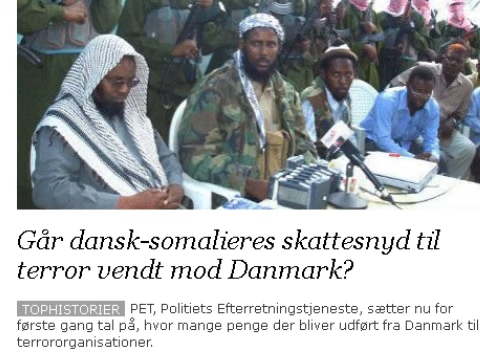 Går dansk-somalieres skattesnyd til
terror vendt mod Danmark?
TOPHISTORIER PET, Politiets Efterretningstjeneste, sætter nu for
første gang tal på, hvor mange penge der bliver udført fra Danmark til
terrororganisationer.